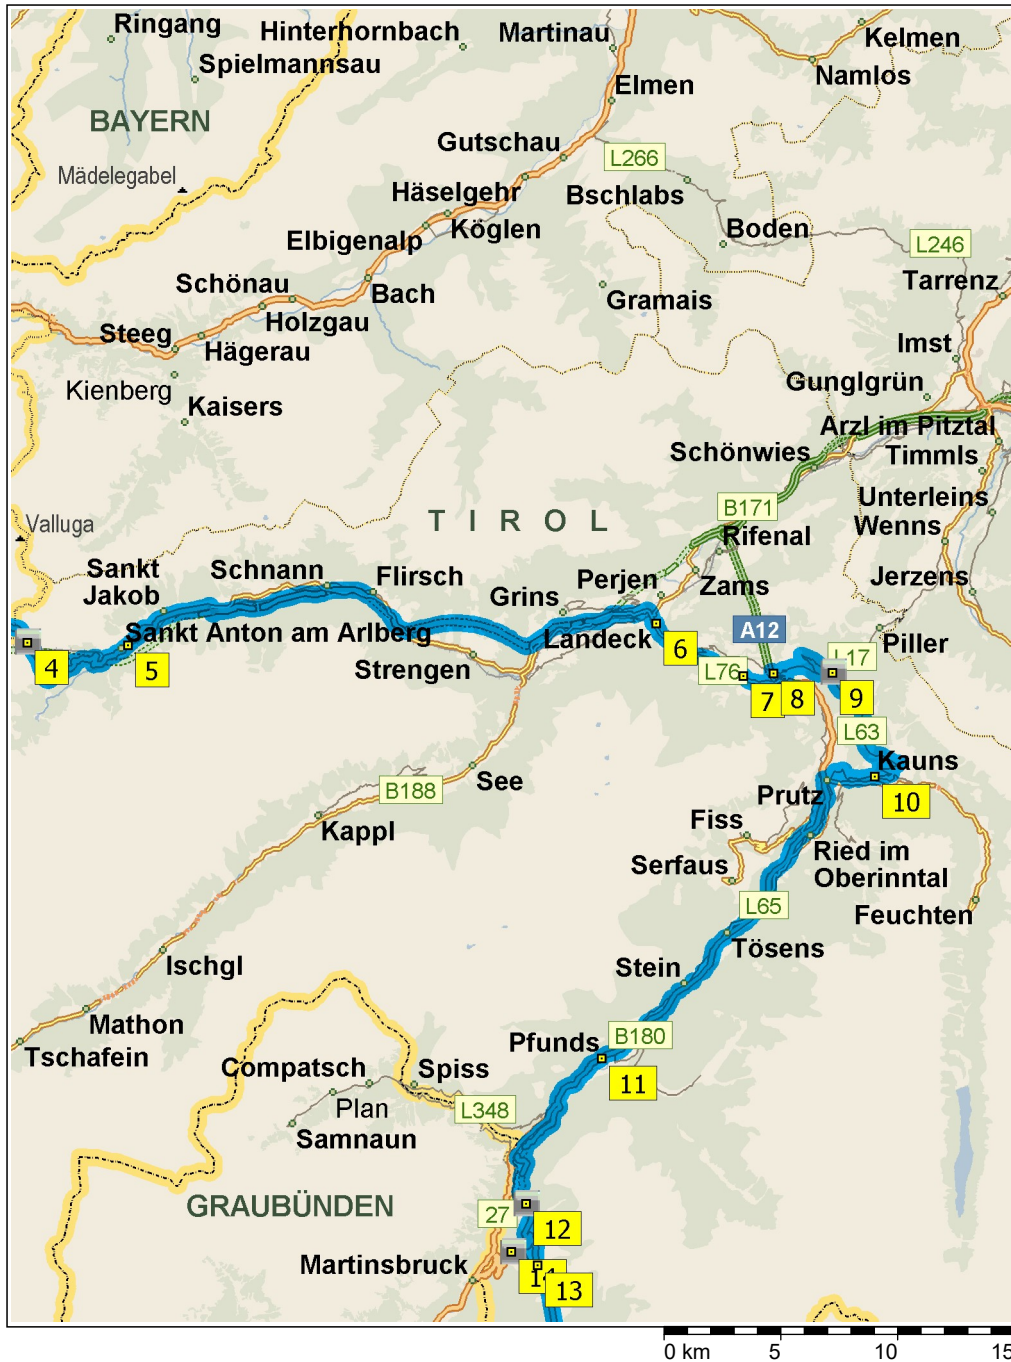 Ringang
Hinterhornbach
Martinau
Kelmen
Spielmannsau
Namlos
Elmen
BAYERN
Gutschau
L266
Mädelegabel
Häselgehr
Bschlabs
Köglen
Boden
Elbigenalp
L246
Schönau
Bach
Tarrenz
Gramais
Holzgau
Steeg
Hägerau
Imst
Kienberg
Gunglgrün
Kaisers
Arzl im Pitztal
Schönwies
Timmls
Unterleins
B171
Valluga
TIROL
Wenns
Rifenal
Sankt
Jakob
Schnann
Flirsch
Perjen
Zams
Jerzens
Grins
Sankt Anton am Arlberg
Landeck
A12
Piller
4
5
Strengen
6
L76
L17
7
8
9
L63
Kauns
See
B188
Prutz
10
Kappl
Fiss
Ried im
Oberinntal
Serfaus
L65
Feuchten
Tösens
Ischgl
Stein
Mathon
B180
Pfunds
Tschafein
Compatsch
Spiss
11
Plan
L348
Samnaun
GRAUBÜNDEN
27
12
Martinsbruck
14
13
0 km
5
10
15